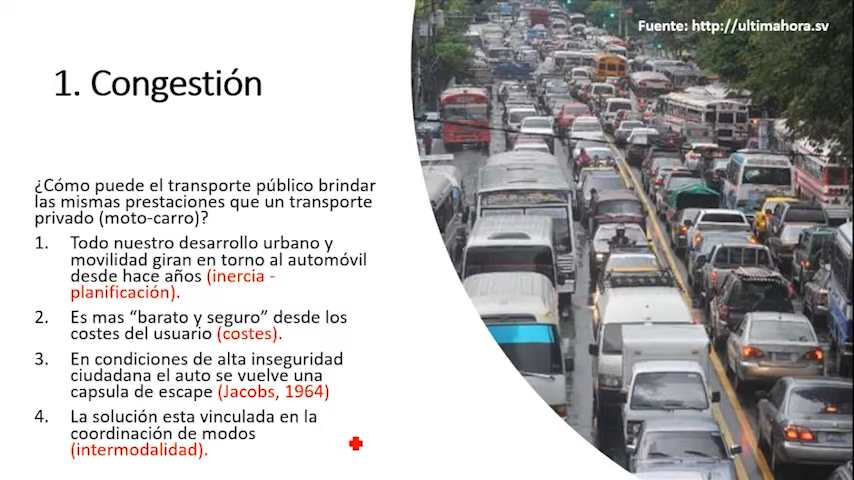 Fuente: http://ultimahora.sv
1. Congestión
¿Cómo puede el transporte público brindar
las mismas prestaciones que un transporte
privado (moto-carro)?
1. Todo nuestro desarrollo urbano y
movilidad giran en torno al automóvil
desde hace años (inercia -
planificación).
2. Es mas “barato y seguro” desde los
costes del usuario (costes).
3. En condiciones de alta inseguridad
ciudadana el auto se vuelve una
capsula de escape (Jacobs, 1964)
4. La solución esta vinculada en la
coordinación de modos
(intermodalidad).